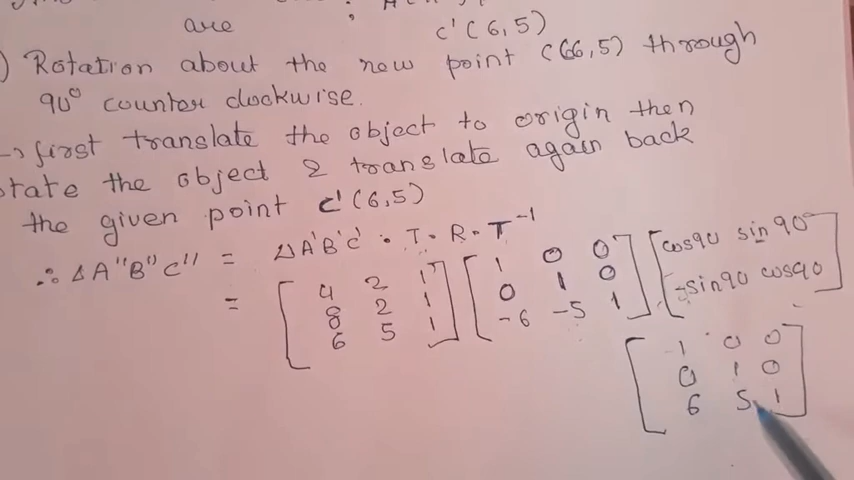 are C'(6,5)
) Rotation about the new point C(6,5) through
90° counter clockwise.
→ first translate the object to origin then
otate the object & translate again back
the given point c'(6,5)
∴ ΔA"B"C" = ΔA'B'C' · T · R · T⁻¹
= [ 4 2 1 ] [ 1 0 0 ] [ cos90 sin90
8 2 1 0 1 0 -sin90 cos90 ]
6 5 1 -6 -5 1
[ 1 0 0
0 1 0
6 5 1 ]